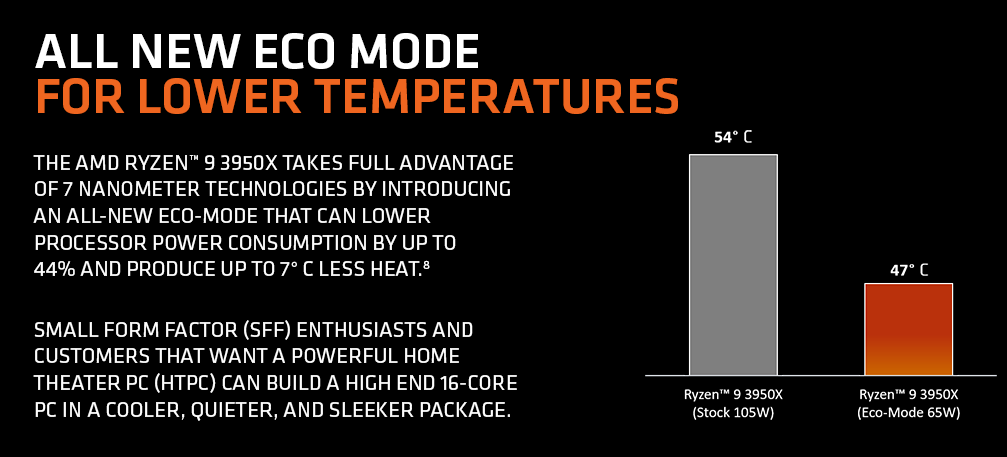 ALL NEW ECO MODE
FOR LOWER TEMPERATURES
THE AMD RYZEN™ 9 3950X TAKES FULL ADVANTAGE
OF 7 NANOMETER TECHNOLOGIES BY INTRODUCING
AN ALL-NEW ECO-MODE THAT CAN LOWER
PROCESSOR POWER CONSUMPTION BY UP TO
44% AND PRODUCE UP TO 7° C LESS HEAT.⁸
SMALL FORM FACTOR (SFF) ENTHUSIASTS AND
CUSTOMERS THAT WANT A POWERFUL HOME
THEATER PC (HTPC) CAN BUILD A HIGH END 16-CORE
PC IN A COOLER, QUIETER, AND SLEEKER PACKAGE.
54° C
47° C
Ryzen™ 9 3950X
(Stock 105W)
Ryzen™ 9 3950X
(Eco-Mode 65W)